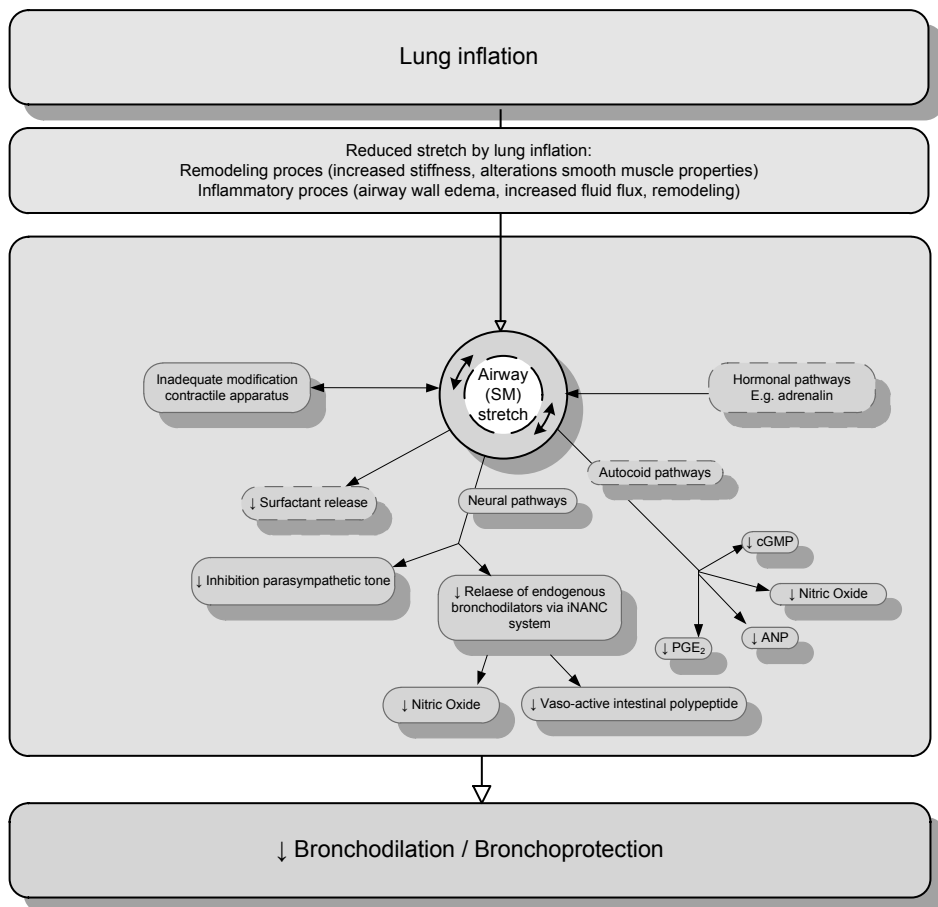 Lung inflation
Reduced stretch by lung inflation:
Remodeling proces (increased stiffness, alterations smooth muscle properties)
Inflammatory proces (airway wall edema, increased fluid flux, remodeling)
Inadequate modification
contractile apparatus
Airway
(SM)
stretch
Hormonal pathways
E.g. adrenalin
Autocoid pathways
↓ Surfactant release
Neural pathways
↓ cGMP
↓ Inhibition parasympathetic tone
↓ Relaese of endogenous
bronchodilators via iNANC
system
↓ Nitric Oxide
↓ ANP
↓ PGE₂
↓ Nitric Oxide
↓ Vaso-active intestinal polypeptide
↓ Bronchodilation / Bronchoprotection